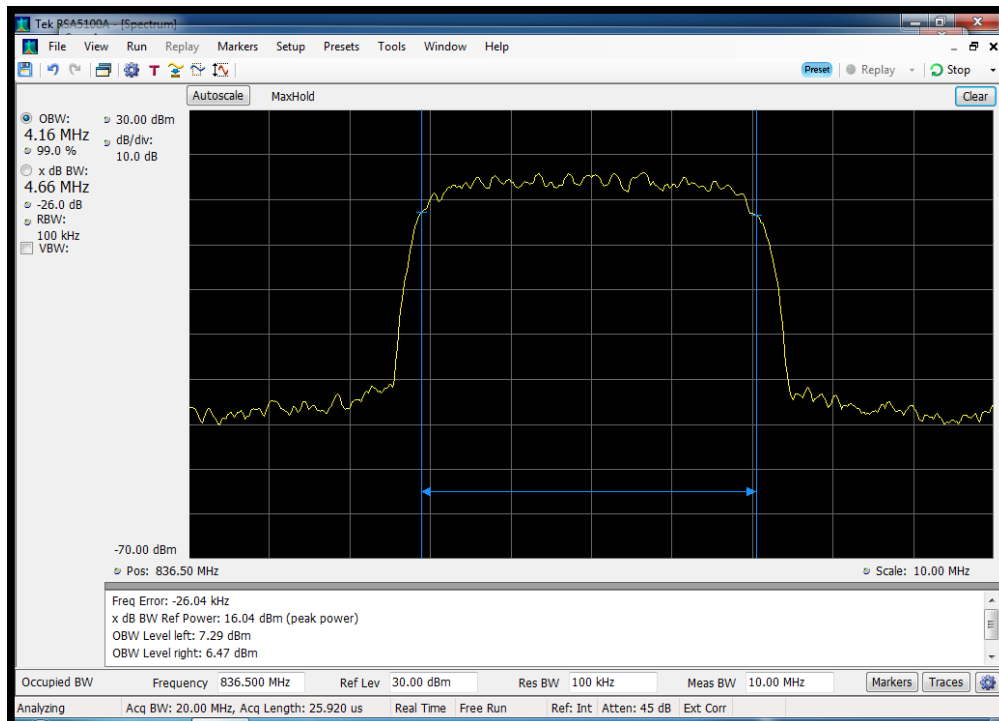 Tek RSA5100A - [Spectrum]
File View Run Replay Markers Setup Presets Tools Window Help
Preset Replay Stop
Autoscale MaxHold Clear
OBW:
4.16 MHz
99.0 %
x dB BW:
4.66 MHz
-26.0 dB
RBW:
100 kHz
VBW:
30.00 dBm
dB/div:
10.0 dB
-70.00 dBm
Pos: 836.50 MHz Scale: 10.00 MHz
Freq Error: -26.04 kHz
x dB BW Ref Power: 16.04 dBm (peak power)
OBW Level left: 7.29 dBm
OBW Level right: 6.47 dBm
Occupied BW Frequency 836.500 MHz Ref Lev 30.00 dBm Res BW 100 kHz Meas BW 10.00 MHz Markers Traces
Analyzing Acq BW: 20.00 MHz, Acq Length: 25.920 us Real Time Free Run Ref: Int Atten: 45 dB Ext Corr